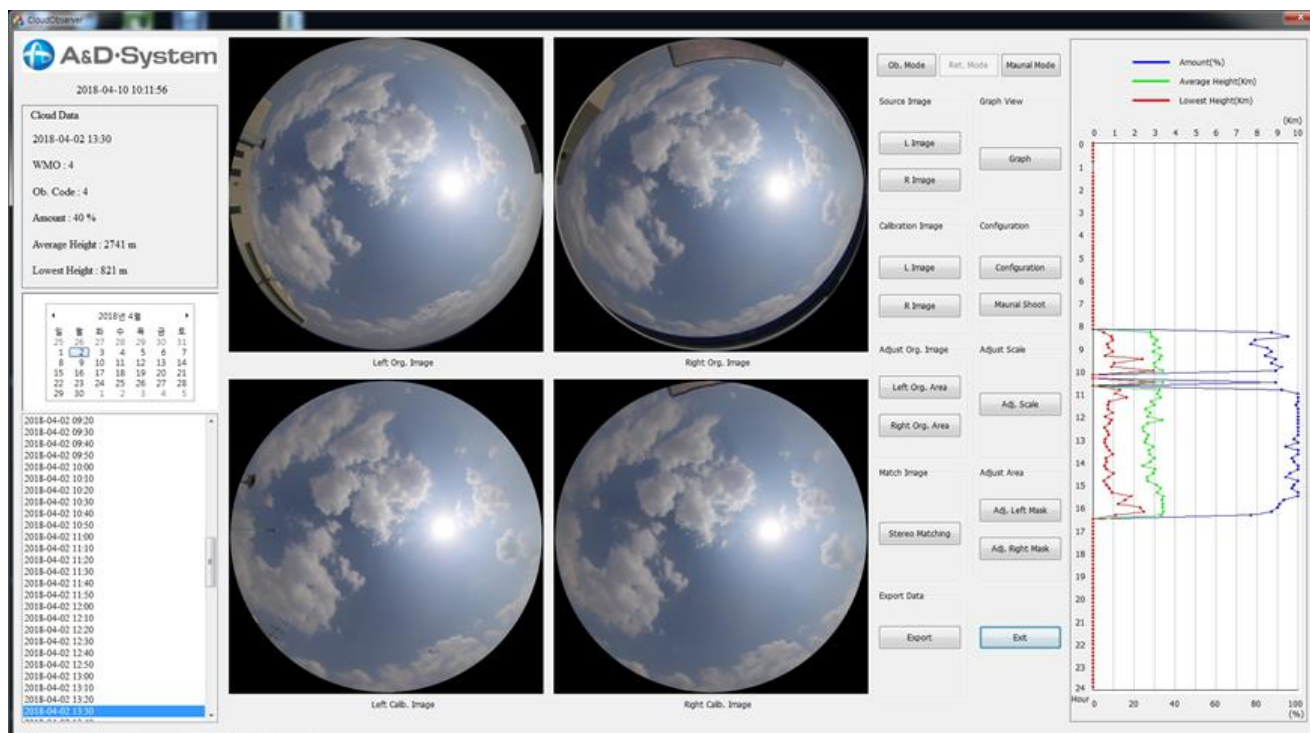 CloudObserver
A&D·System
2018-04-10 10:11:56
Cloud Data
2018-04-02 13:30
WMO : 4
Ob. Code : 4
Amount : 40 %
Average Height : 2741 m
Lowest Height : 821 m
2018년 4월
일 월 화 수 목 금 토
25 26 27 28 29 30 31
1 2 3 4 5 6 7
8 9 10 11 12 13 14
15 16 17 18 19 20 21
22 23 24 25 26 27 28
29 30 1 2 3 4 5
2018-04-02 09:20
2018-04-02 09:30
2018-04-02 09:40
2018-04-02 09:50
2018-04-02 10:00
2018-04-02 10:10
2018-04-02 10:20
2018-04-02 10:30
2018-04-02 10:40
2018-04-02 10:50
2018-04-02 11:00
2018-04-02 11:10
2018-04-02 11:20
2018-04-02 11:30
2018-04-02 11:40
2018-04-02 11:50
2018-04-02 12:00
2018-04-02 12:10
2018-04-02 12:20
2018-04-02 12:30
2018-04-02 12:40
2018-04-02 12:50
2018-04-02 13:00
2018-04-02 13:10
2018-04-02 13:20
2018-04-02 13:30
Left Org. Image
Right Org. Image
Left Calib. Image
Right Calib. Image
Ob. Mode Ret. Mode Maunal Mode
Source Image
L Image
R Image
Graph View
Graph
Calibration Image
L Image
R Image
Configuration
Configuration
Maunal Shoot
Adjust Org. Image
Left Org. Area
Right Org. Area
Adjust Scale
Adj. Scale
Match Image
Stereo Matching
Adjust Area
Adj. Left Mask
Adj. Right Mask
Export Data
Export
Exit
Amount(%)
Average Height(Km)
Lowest Height(Km)
(Km)
0 1 2 3 4 5 6 7 8 9 10
0
1
2
3
4
5
6
7
8
9
10
11
12
13
14
15
16
17
18
19
20
21
22
23
24
Hour
0 20 40 60 80 100
(%)